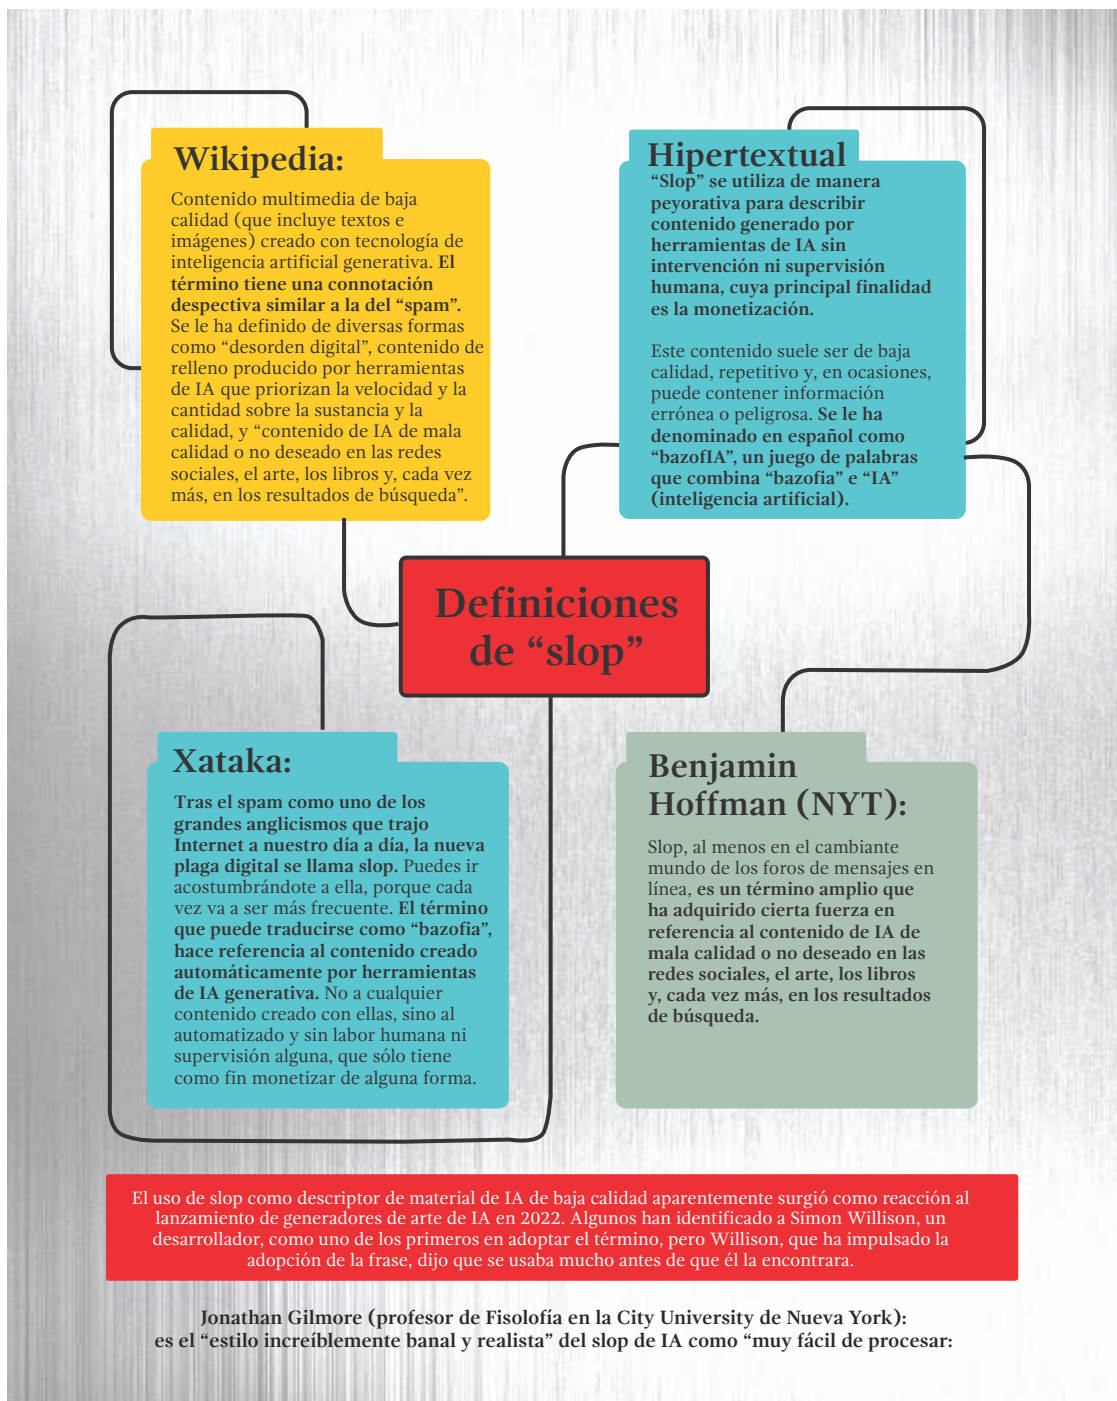 Wikipedia:
Contenido multimedia de baja
calidad (que incluye textos e
imágenes) creado con tecnología de
inteligencia artificial generativa. El
término tiene una connotación
despectiva similar a la del “spam”.
Se le ha definido de diversas formas
como “desorden digital”, contenido de
relleno producido por herramientas
de IA que priorizan la velocidad y la
cantidad sobre la sustancia y la
calidad, y “contenido de IA de mala
calidad o no deseado en las redes
sociales, el arte, los libros y, cada vez
más, en los resultados de búsqueda”.
Hipertextual
“Slop” se utiliza de manera
peyorativa para describir
contenido generado por
herramientas de IA sin
intervención ni supervisión
humana, cuya principal finalidad
es la monetización.
Este contenido suele ser de baja
calidad, repetitivo y, en ocasiones,
puede contener información
errónea o peligrosa. Se le ha
denominado en español como
“bazofIA”, un juego de palabras
que combina “bazofia” e “IA”
(inteligencia artificial).
Definiciones
de “slop”
Xataka:
Tras el spam como uno de los
grandes anglicismos que trajo
Internet a nuestro día a día, la nueva
plaga digital se llama slop. Puedes ir
acostumbrándote a ella, porque cada
vez va a ser más frecuente. El término
que puede traducirse como “bazofia”,
hace referencia al contenido creado
automáticamente por herramientas
de IA generativa. No a cualquier
contenido creado con ellas, sino al
automatizado y sin labor humana ni
supervisión alguna, que sólo tiene
como fin monetizar de alguna forma.
Benjamin
Hoffman (NYT):
Slop, al menos en el cambiante
mundo de los foros de mensajes en
línea, es un término amplio que
ha adquirido cierta fuerza en
referencia al contenido de IA de
mala calidad o no deseado en las
redes sociales, el arte, los libros
y, cada vez más, en los resultados
de búsqueda.
El uso de slop como descriptor de material de IA de baja calidad aparentemente surgió como reacción al
lanzamiento de generadores de arte de IA en 2022. Algunos han identificado a Simon Willison, un
desarrollador, como uno de los primeros en adoptar el término, pero Willison, que ha impulsado la
adopción de la frase, dijo que se usaba mucho antes de que él la encontrara.
Jonathan Gilmore (profesor de Fisolofía en la City University de Nueva York):
es el “estilo increíblemente banal y realista” del slop de IA como “muy fácil de procesar: